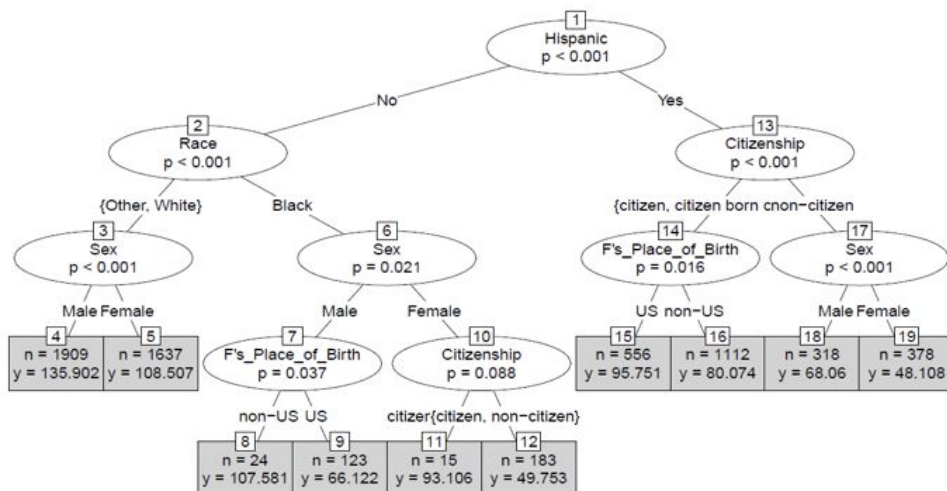 1
Hispanic
p < 0.001
No
Yes
2
Race
p < 0.001
13
Citizenship
p < 0.001
{Other, White}
Black
{citizen, citizen born cnon-citizen
3
Sex
p < 0.001
6
Sex
p = 0.021
14
F's_Place_of_Birth
p = 0.016
17
Sex
p < 0.001
Male Female
Male
Female
US non-US
Male Female
4
n = 1909
y = 135.902
5
n = 1637
y = 108.507
7
F's_Place_of_Birth
p = 0.037
10
Citizenship
p = 0.088
15
n = 556
y = 95.751
16
n = 1112
y = 80.074
18
n = 318
y = 68.06
19
n = 378
y = 48.108
non-US US
citizer{citizen, non-citizen}
8
n = 24
y = 107.581
9
n = 123
y = 66.122
11
n = 15
y = 93.106
12
n = 183
y = 49.753